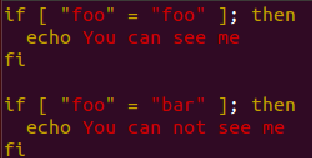 if [ "foo" = "foo" ]; then
  echo You can see me
fi

if [ "foo" = "bar" ]; then
  echo You can not see me
fi